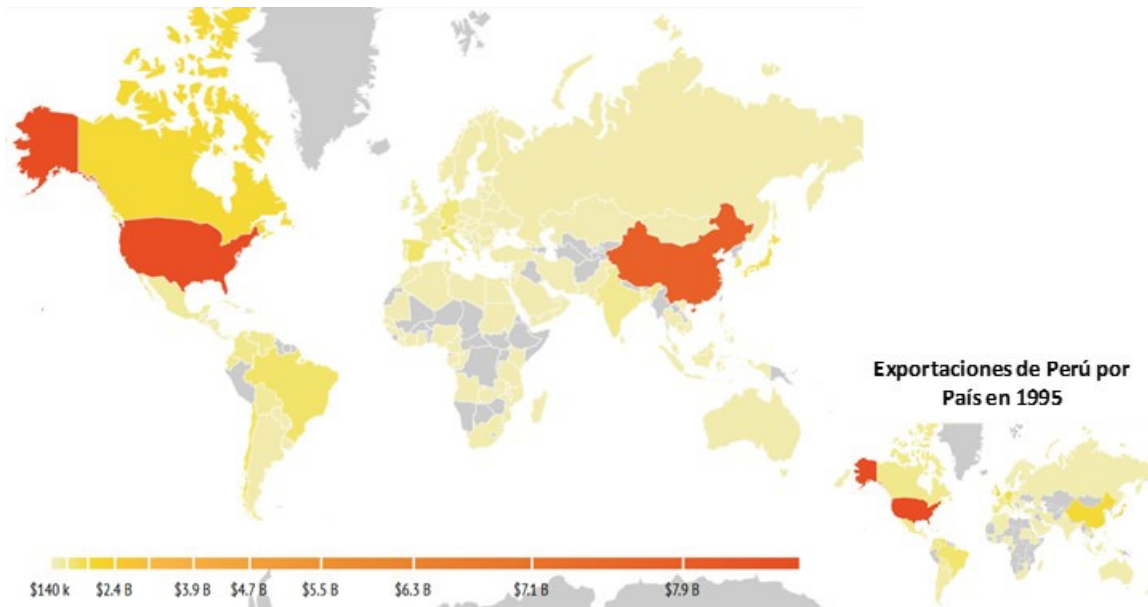 Exportaciones de Perú por
País en 1995
$140 k $2.4 B $3.9 B $4.7 B $5.5 B $6.3 B $7.1 B $7.9 B